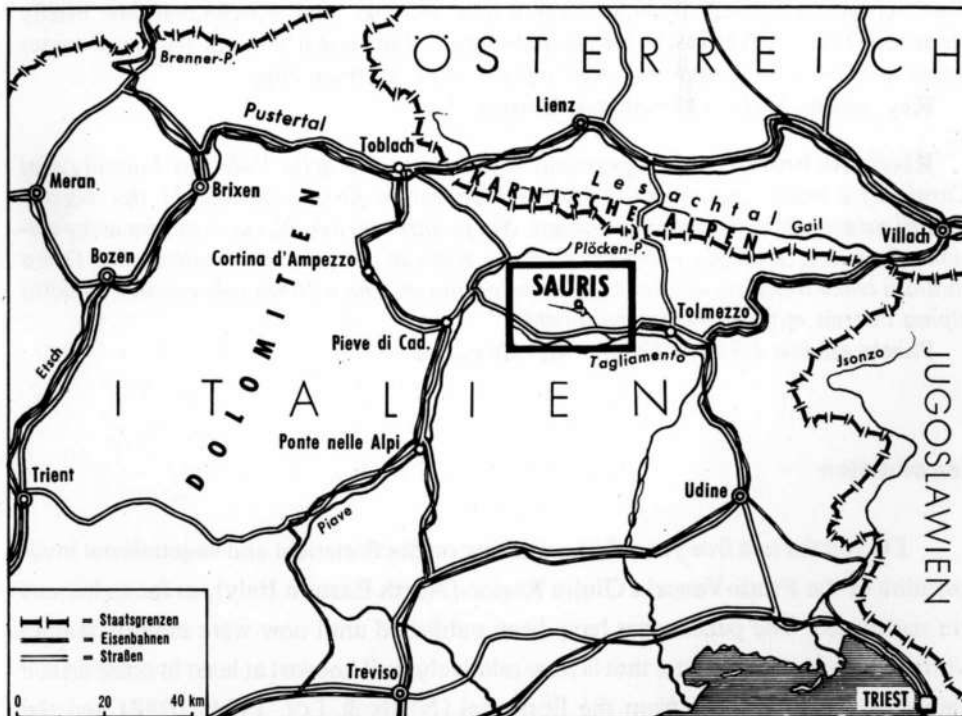 ÖSTERREICH
Brenner-P.
Pustertal
Lienz
Toblach
Meran
Brixen
KARNISCHE ALPEN
Lesachtal
Gail
Villach
Plöcken-P.
Bozen
Cortina d'Ampezzo
SAURIS
Tolmezzo
Pieve di Cad.
Tagliamento
Jsonzo
Etsch
DOLOMITEN
ITALIEN
JUGOSLAWIEN
Ponte nelle Alpi
Trient
Udine
Piave
– Staatsgrenzen
– Eisenbahnen
– Straßen
0 20 40 km
Treviso
TRIEST